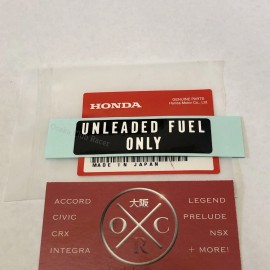 GENUINE PARTS
HONDA
Honda Motor Co., Ltd.
UNLEADED FUEL
ONLY
MADE IN JAPAN
ACCORD
CIVIC
CRX
INTEGRA
大阪
O C
R
LEGEND
PRELUDE
NSX
+ MORE!